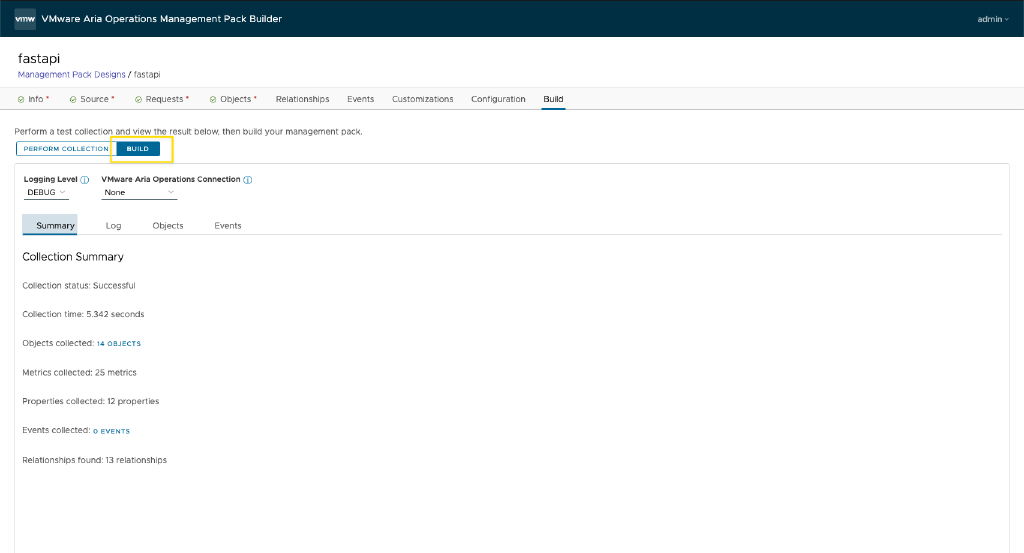 vmw VMware Aria Operations Management Pack Builder
admin
fastapi
Management Pack Designs / fastapi
Info * Source * Requests * Objects * Relationships Events Customizations Configuration Build
Perform a test collection and view the result below, then build your management pack.
PERFORM COLLECTION BUILD
Logging Level VMware Aria Operations Connection
DEBUG None
Summary Log Objects Events
Collection Summary
Collection status: Successful
Collection time: 5.342 seconds
Objects collected: 14 OBJECTS
Metrics collected: 25 metrics
Properties collected: 12 properties
Events collected: 0 EVENTS
Relationships found: 13 relationships